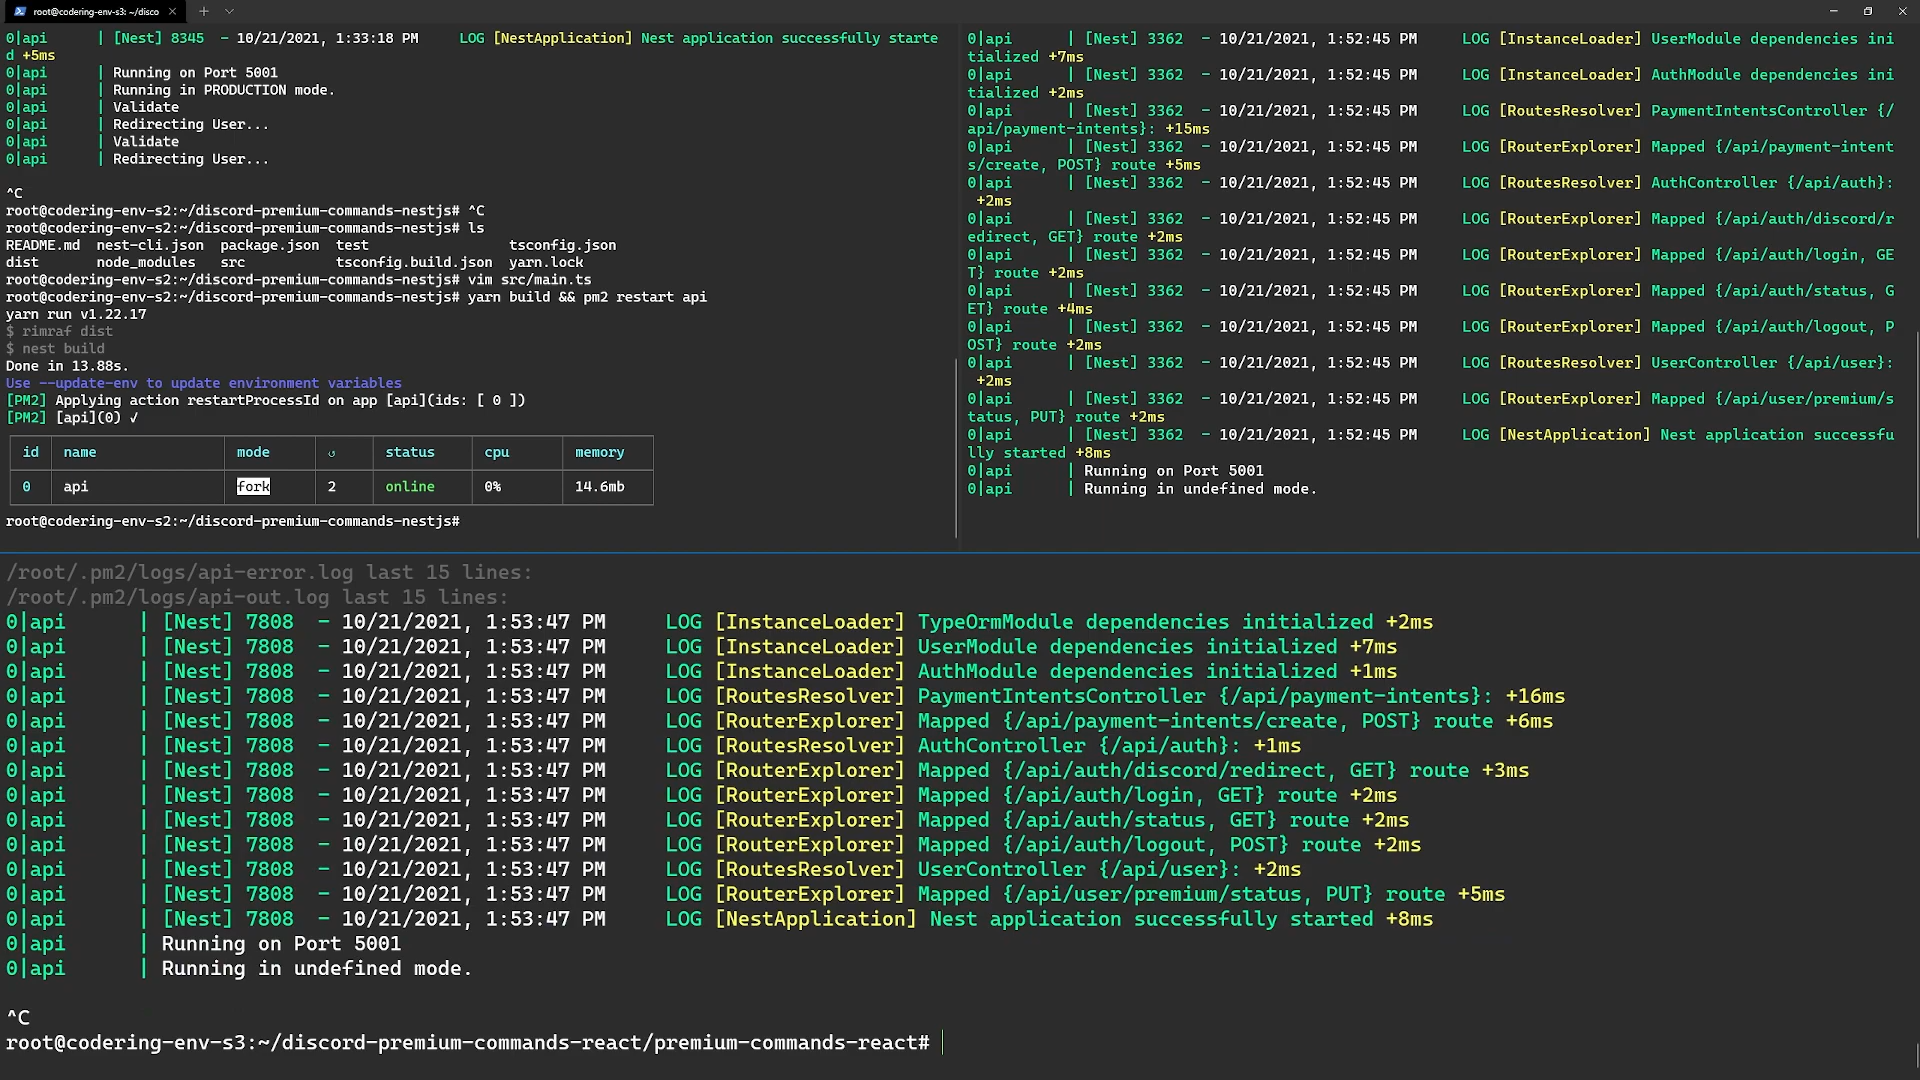 root@codering-env-s3: ~/disco
0|api | [Nest] 8345 - 10/21/2021, 1:33:18 PM LOG [NestApplication] Nest application successfully starte
d +5ms
0|api | Running on Port 5001
0|api | Running in PRODUCTION mode.
0|api | Validate
0|api | Redirecting User...
0|api | Validate
0|api | Redirecting User...
^C
root@codering-env-s2:~/discord-premium-commands-nestjs# ^C
root@codering-env-s2:~/discord-premium-commands-nestjs# ls
README.md nest-cli.json package.json test tsconfig.json
dist node_modules src tsconfig.build.json yarn.lock
root@codering-env-s2:~/discord-premium-commands-nestjs# vim src/main.ts
root@codering-env-s2:~/discord-premium-commands-nestjs# yarn build && pm2 restart api
yarn run v1.22.17
$ rimraf dist
$ nest build
Done in 13.88s.
Use --update-env to update environment variables
[PM2] Applying action restartProcessId on app [api](ids: [ 0 ])
[PM2] [api](0) ✓
id name mode ↺ status cpu memory
0 api fork 2 online 0% 14.6mb
root@codering-env-s2:~/discord-premium-commands-nestjs#
0|api | [Nest] 3362 - 10/21/2021, 1:52:45 PM LOG [InstanceLoader] UserModule dependencies ini
tialized +7ms
0|api | [Nest] 3362 - 10/21/2021, 1:52:45 PM LOG [InstanceLoader] AuthModule dependencies ini
tialized +2ms
0|api | [Nest] 3362 - 10/21/2021, 1:52:45 PM LOG [RoutesResolver] PaymentIntentsController {/
api/payment-intents}: +15ms
0|api | [Nest] 3362 - 10/21/2021, 1:52:45 PM LOG [RouterExplorer] Mapped {/api/payment-intent
s/create, POST} route +5ms
0|api | [Nest] 3362 - 10/21/2021, 1:52:45 PM LOG [RoutesResolver] AuthController {/api/auth}:
+2ms
0|api | [Nest] 3362 - 10/21/2021, 1:52:45 PM LOG [RouterExplorer] Mapped {/api/auth/discord/r
edirect, GET} route +2ms
0|api | [Nest] 3362 - 10/21/2021, 1:52:45 PM LOG [RouterExplorer] Mapped {/api/auth/login, GE
T} route +2ms
0|api | [Nest] 3362 - 10/21/2021, 1:52:45 PM LOG [RouterExplorer] Mapped {/api/auth/status, G
ET} route +4ms
0|api | [Nest] 3362 - 10/21/2021, 1:52:45 PM LOG [RouterExplorer] Mapped {/api/auth/logout, P
OST} route +2ms
0|api | [Nest] 3362 - 10/21/2021, 1:52:45 PM LOG [RoutesResolver] UserController {/api/user}:
+2ms
0|api | [Nest] 3362 - 10/21/2021, 1:52:45 PM LOG [RouterExplorer] Mapped {/api/user/premium/s
tatus, PUT} route +2ms
0|api | [Nest] 3362 - 10/21/2021, 1:52:45 PM LOG [NestApplication] Nest application successfu
lly started +8ms
0|api | Running on Port 5001
0|api | Running in undefined mode.
/root/.pm2/logs/api-error.log last 15 lines:
/root/.pm2/logs/api-out.log last 15 lines:
0|api | [Nest] 7808 - 10/21/2021, 1:53:47 PM LOG [InstanceLoader] TypeOrmModule dependencies initialized +2ms
0|api | [Nest] 7808 - 10/21/2021, 1:53:47 PM LOG [InstanceLoader] UserModule dependencies initialized +7ms
0|api | [Nest] 7808 - 10/21/2021, 1:53:47 PM LOG [InstanceLoader] AuthModule dependencies initialized +1ms
0|api | [Nest] 7808 - 10/21/2021, 1:53:47 PM LOG [RoutesResolver] PaymentIntentsController {/api/payment-intents}: +16ms
0|api | [Nest] 7808 - 10/21/2021, 1:53:47 PM LOG [RouterExplorer] Mapped {/api/payment-intents/create, POST} route +6ms
0|api | [Nest] 7808 - 10/21/2021, 1:53:47 PM LOG [RoutesResolver] AuthController {/api/auth}: +1ms
0|api | [Nest] 7808 - 10/21/2021, 1:53:47 PM LOG [RouterExplorer] Mapped {/api/auth/discord/redirect, GET} route +3ms
0|api | [Nest] 7808 - 10/21/2021, 1:53:47 PM LOG [RouterExplorer] Mapped {/api/auth/login, GET} route +2ms
0|api | [Nest] 7808 - 10/21/2021, 1:53:47 PM LOG [RouterExplorer] Mapped {/api/auth/status, GET} route +2ms
0|api | [Nest] 7808 - 10/21/2021, 1:53:47 PM LOG [RouterExplorer] Mapped {/api/auth/logout, POST} route +2ms
0|api | [Nest] 7808 - 10/21/2021, 1:53:47 PM LOG [RoutesResolver] UserController {/api/user}: +2ms
0|api | [Nest] 7808 - 10/21/2021, 1:53:47 PM LOG [RouterExplorer] Mapped {/api/user/premium/status, PUT} route +5ms
0|api | [Nest] 7808 - 10/21/2021, 1:53:47 PM LOG [NestApplication] Nest application successfully started +8ms
0|api | Running on Port 5001
0|api | Running in undefined mode.
^C
root@codering-env-s3:~/discord-premium-commands-react/premium-commands-react#